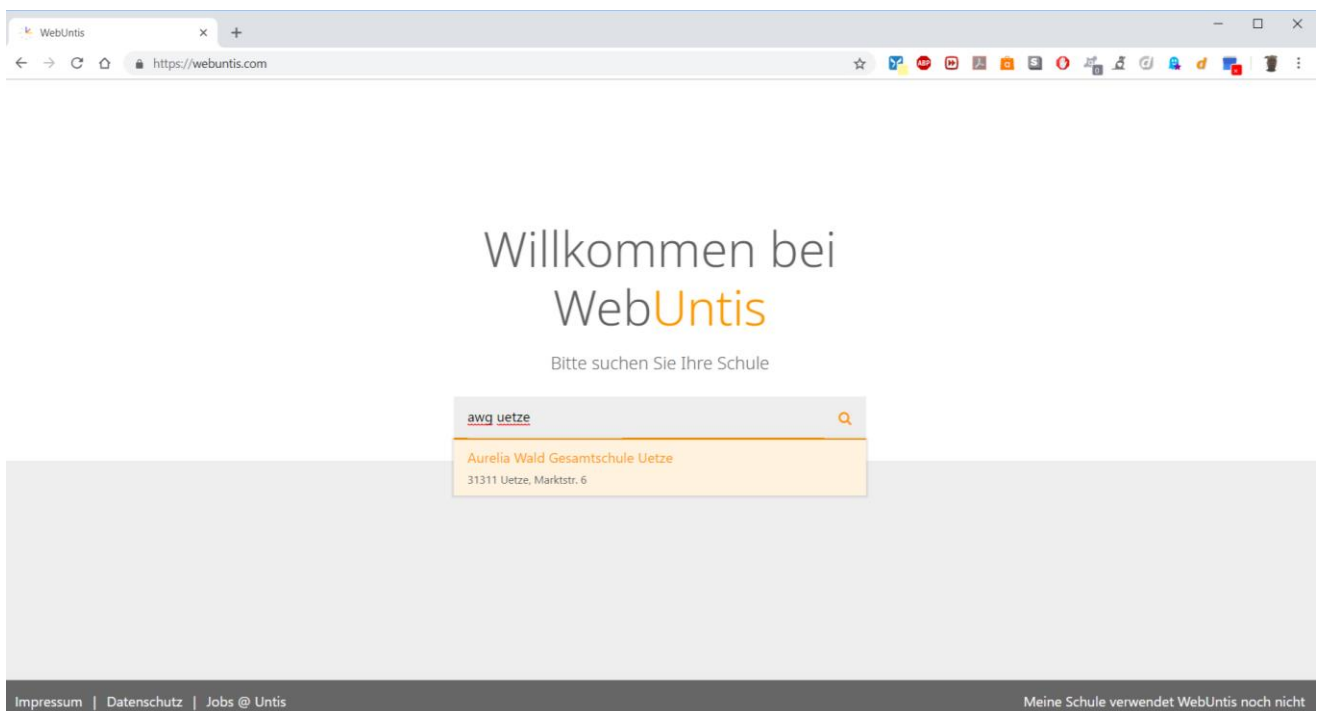 WebUntis
https://webuntis.com
Willkommen bei
WebUntis
Bitte suchen Sie Ihre Schule
awg uetze
Aurelia Wald Gesamtschule Uetze
31311 Uetze, Marktstr. 6
Impressum | Datenschutz | Jobs @ Untis
Meine Schule verwendet WebUntis noch nicht